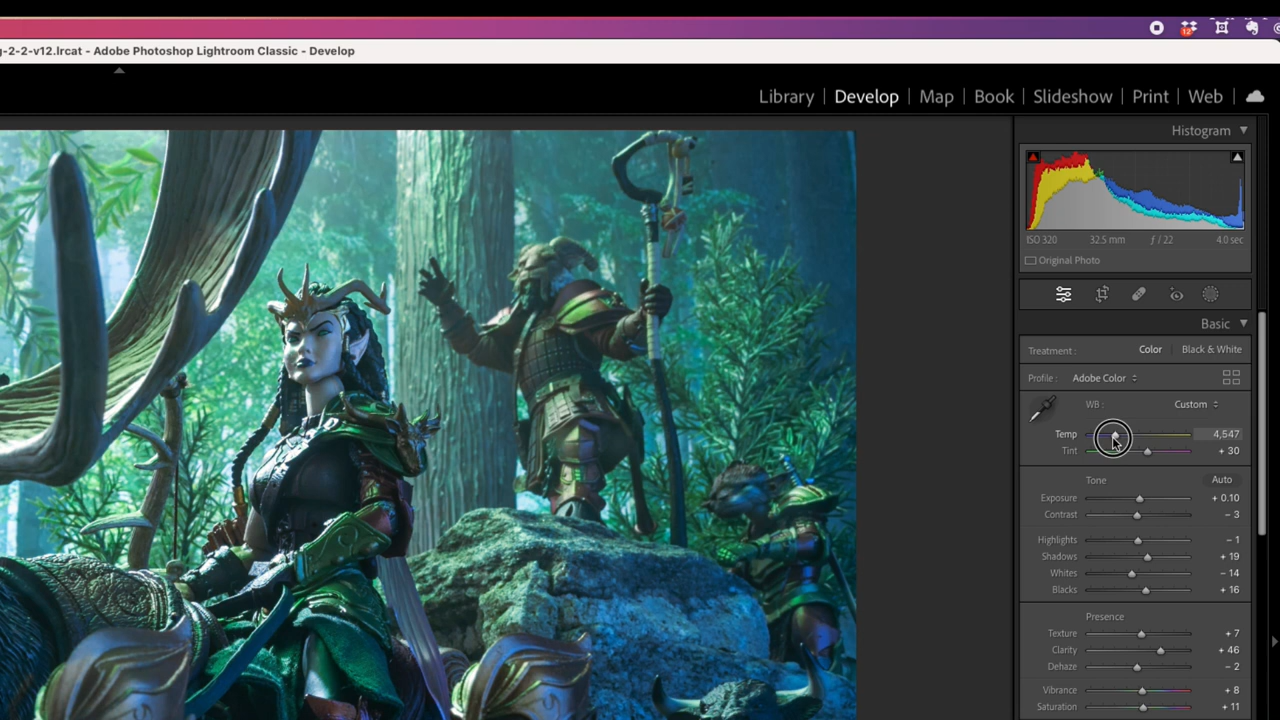 g-2-2-v12.lrcat - Adobe Photoshop Lightroom Classic - Develop
Library | Develop | Map | Book | Slideshow | Print | Web |
Histogram
ISO 320 32.5 mm ƒ / 22 4.0 sec
Original Photo
Basic
Treatment : Color | Black & White
Profile : Adobe Color
WB : Custom
Temp 4,547
Tint + 30
Tone Auto
Exposure + 0.10
Contrast − 3
Highlights − 1
Shadows + 19
Whites − 14
Blacks + 16
Presence
Texture + 7
Clarity + 46
Dehaze − 2
Vibrance + 8
Saturation + 11
12